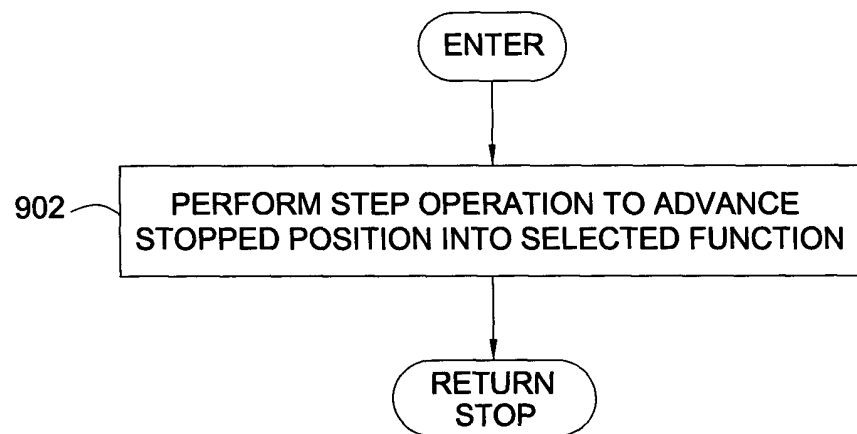 ENTER
902
PERFORM STEP OPERATION TO ADVANCE
STOPPED POSITION INTO SELECTED FUNCTION
RETURN
STOP